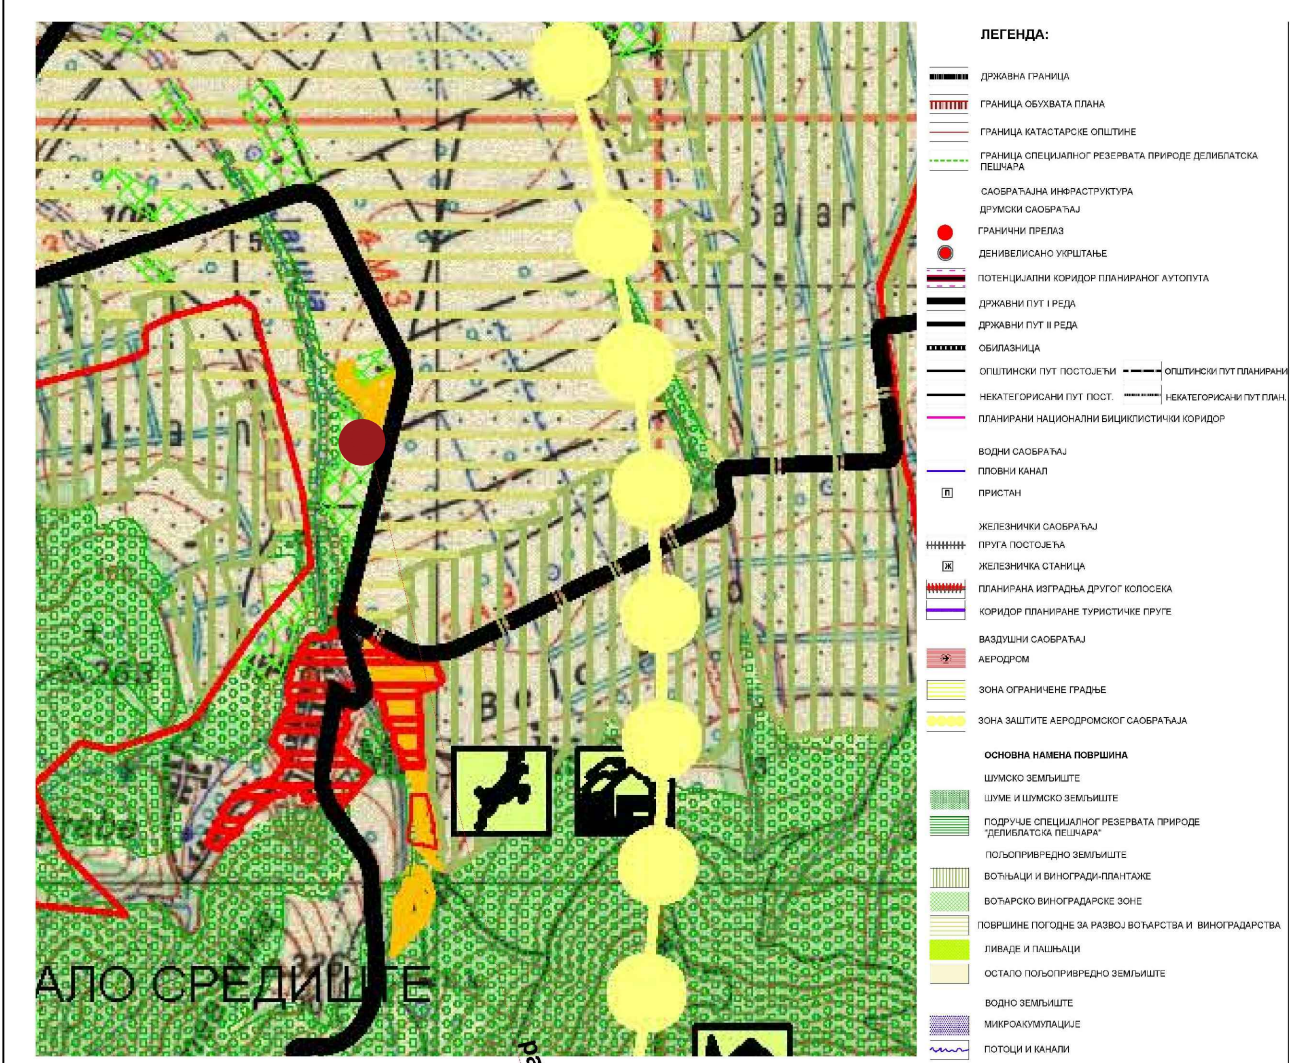 ЛЕГЕНДА:
ДРЖАВНА ГРАНИЦА
ГРАНИЦА ОБУХВАТА ПЛАНА
ГРАНИЦА КАТАСТАРСКЕ ОПШТИНЕ
ГРАНИЦА СПЕЦИЈАЛНОГ РЕЗЕРВАТА ПРИРОДЕ ДЕЛИБЛАТСКА
ПЕШЧАРА
САОБРАЋАЈНА ИНФРАСТРУКТУРА
ДРУМСКИ САОБРАЋАЈ
ГРАНИЧНИ ПРЕЛАЗ
ДЕНИВЕЛИСАНО УКРШТАЊЕ
ПОТЕНЦИЈАЛНИ КОРИДОР ПЛАНИРАНОГ АУТОПУТА
ДРЖАВНИ ПУТ I РЕДА
ДРЖАВНИ ПУТ II РЕДА
ОБИЛАЗНИЦА
ОПШТИНСКИ ПУТ ПОСТОЈЕЋИ ОПШТИНСКИ ПУТ ПЛАНИРАНИ
НЕКАТЕГОРИСАНИ ПУТ ПОСТ. НЕКАТЕГОРИСАНИ ПУТ ПЛАН.
ПЛАНИРАНИ НАЦИОНАЛНИ БИЦИКЛИСТИЧКИ КОРИДОР
ВОДНИ САОБРАЋАЈ
ПЛОВНИ КАНАЛ
П ПРИСТАН
ЖЕЛЕЗНИЧКИ САОБРАЋАЈ
ПРУГА ПОСТОЈЕЋА
Ж ЖЕЛЕЗНИЧКА СТАНИЦА
ПЛАНИРАНА ИЗГРАДЊА ДРУГОГ КОЛОСЕКА
КОРИДОР ПЛАНИРАНЕ ТУРИСТИЧКЕ ПРУГЕ
ВАЗДУШНИ САОБРАЋАЈ
АЕРОДРОМ
ЗОНА ОГРАНИЧЕНЕ ГРАДЊЕ
ЗОНА ЗАШТИТЕ АЕРОДРОМСКОГ САОБРАЋАЈА
ОСНОВНА НАМЕНА ПОВРШИНА
ШУМСКО ЗЕМЉИШТЕ
ШУМЕ И ШУМСКО ЗЕМЉИШТЕ
ПОДРУЧЈЕ СПЕЦИЈАЛНОГ РЕЗЕРВАТА ПРИРОДЕ
"ДЕЛИБЛАТСКА ПЕШЧАРА"
ПОЉОПРИВРЕДНО ЗЕМЉИШТЕ
ВОЋЊАЦИ И ВИНОГРАДИ-ПЛАНТАЖЕ
ВОЋАРСКО ВИНОГРАДАРСКЕ ЗОНЕ
ПОВРШИНЕ ПОГОДНЕ ЗА РАЗВОЈ ВОЋАРСТВА И ВИНОГРАДАРСТВА
ЛИВАДЕ И ПАШЊАЦИ
ОСТАЛО ПОЉОПРИВРЕДНО ЗЕМЉИШТЕ
ВОДНО ЗЕМЉИШТЕ
МИКРОАКУМУЛАЦИЈЕ
ПОТОЦИ И КАНАЛИ
АЛО СРЕДИШТЕ